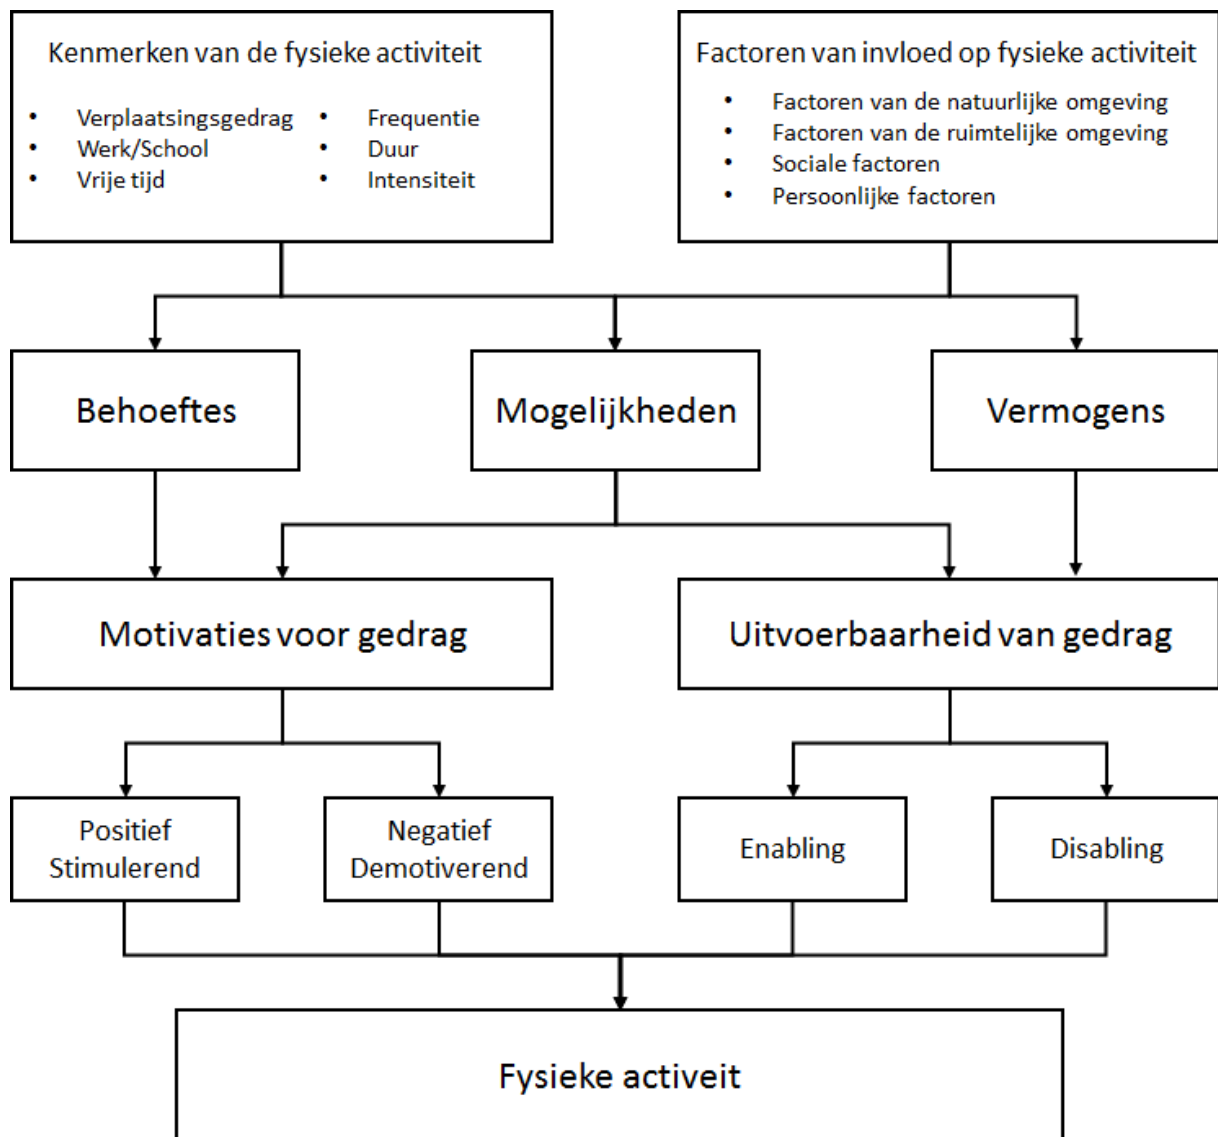 Kenmerken van de fysieke activiteit
• Verplaatsingsgedrag
• Werk/School
• Vrije tijd
• Frequentie
• Duur
• Intensiteit
Factoren van invloed op fysieke activiteit
• Factoren van de natuurlijke omgeving
• Factoren van de ruimtelijke omgeving
• Sociale factoren
• Persoonlijke factoren
Behoeftes
Mogelijkheden
Vermogens
Motivaties voor gedrag
Uitvoerbaarheid van gedrag
Positief
Stimulerend
Negatief
Demotiverend
Enabling
Disabling
Fysieke activeit